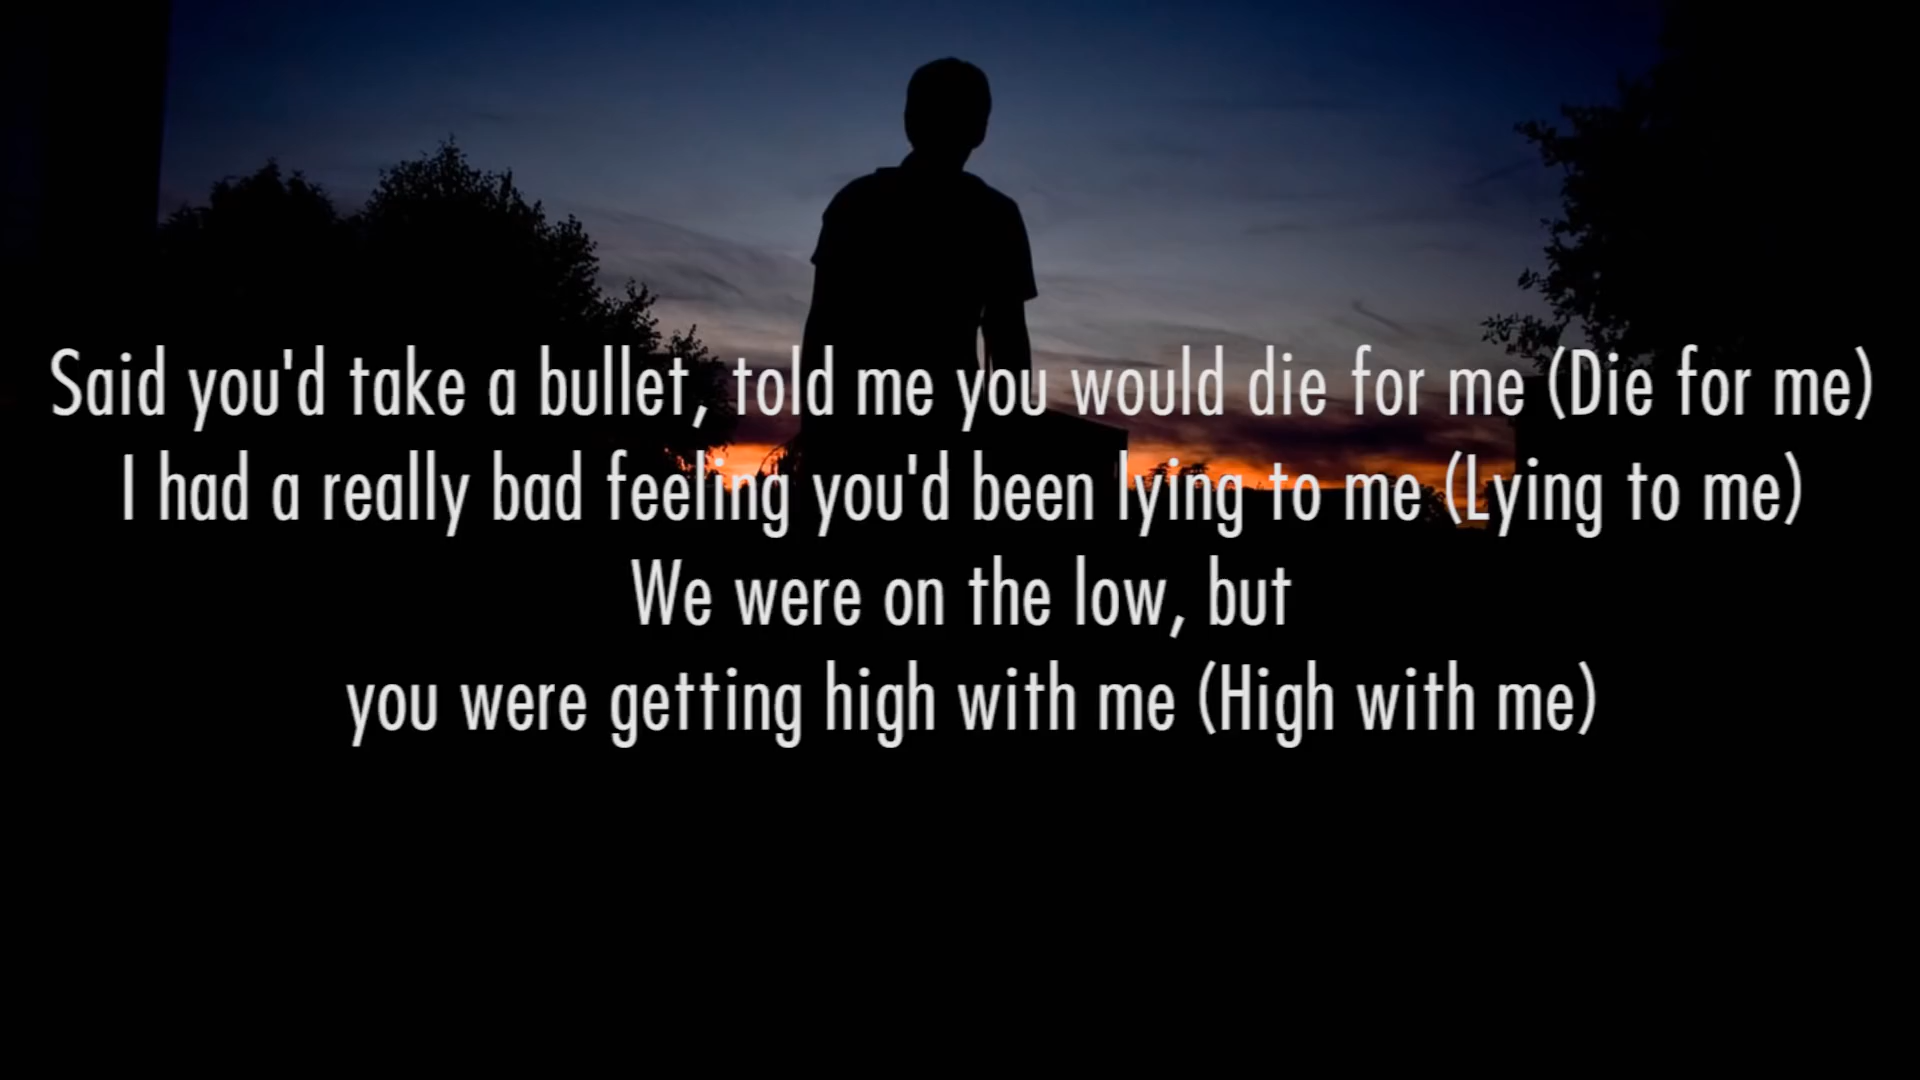 Said you'd take a bullet, told me you would die for me (Die for me)
I had a really bad feeling you'd been lying to me (Lying to me)
We were on the low, but
you were getting high with me (High with me)